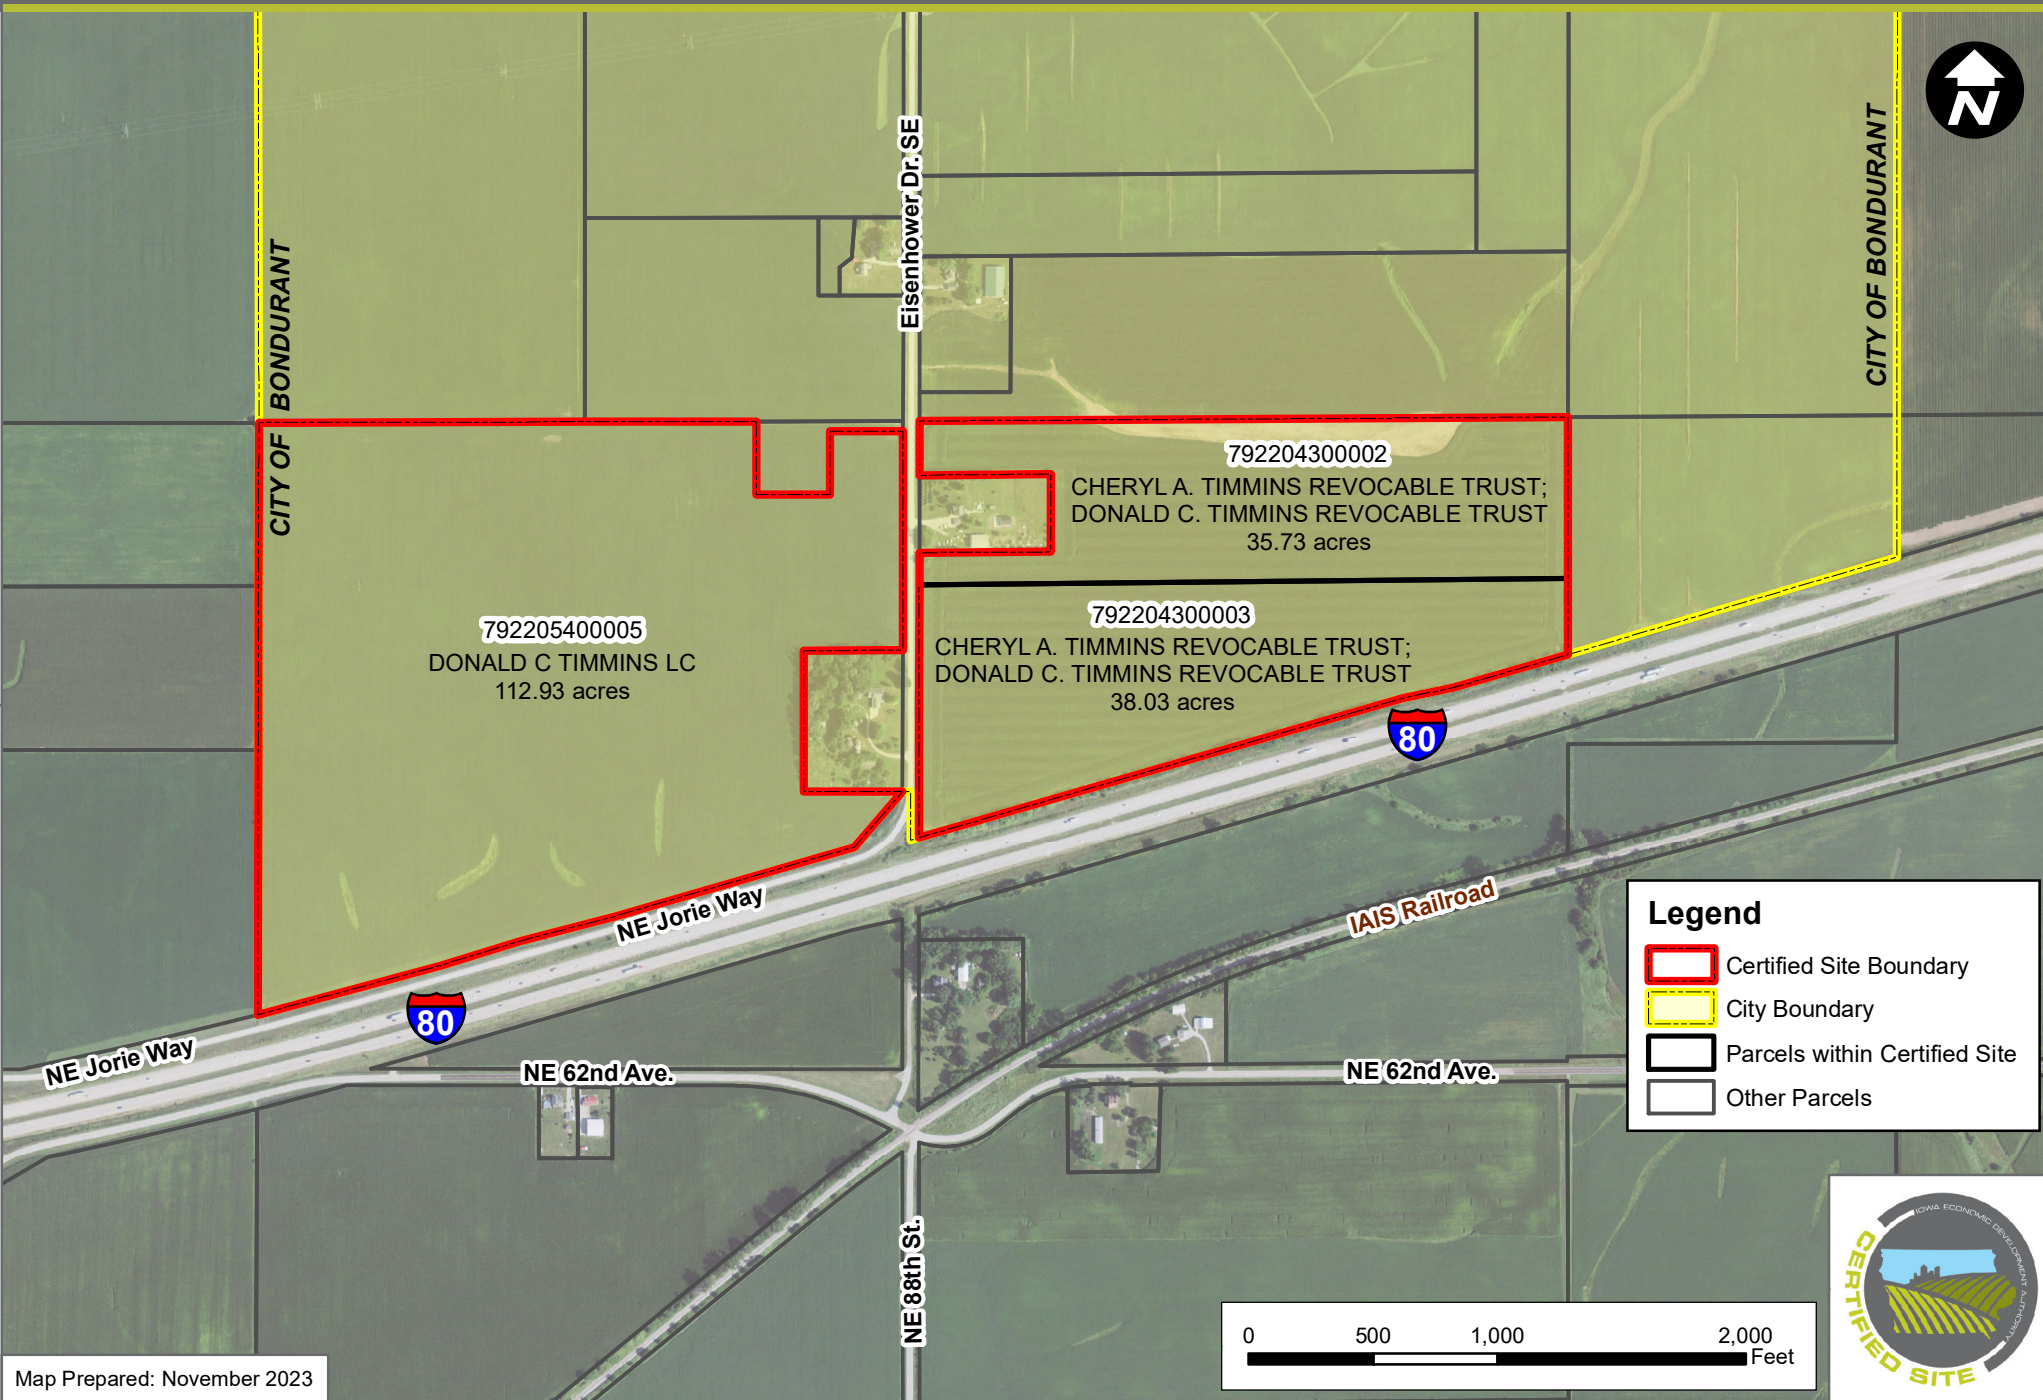 N
CITY OF BONDURANT
CITY OF BONDURANT
Eisenhower Dr. SE
792204300002
CHERYL A. TIMMINS REVOCABLE TRUST;
DONALD C. TIMMINS REVOCABLE TRUST
35.73 acres
792205400005
DONALD C TIMMINS LC
112.93 acres
792204300003
CHERYL A. TIMMINS REVOCABLE TRUST;
DONALD C. TIMMINS REVOCABLE TRUST
38.03 acres
80
NE Jorie Way
IAIS Railroad
80
NE Jorie Way
NE 62nd Ave.
NE 62nd Ave.
NE 88th St.
Legend
Certified Site Boundary
City Boundary
Parcels within Certified Site
Other Parcels
0 500 1,000 2,000
Feet
IOWA ECONOMIC DEVELOPMENT AUTHORITY
CERTIFIED SITE
Map Prepared: November 2023